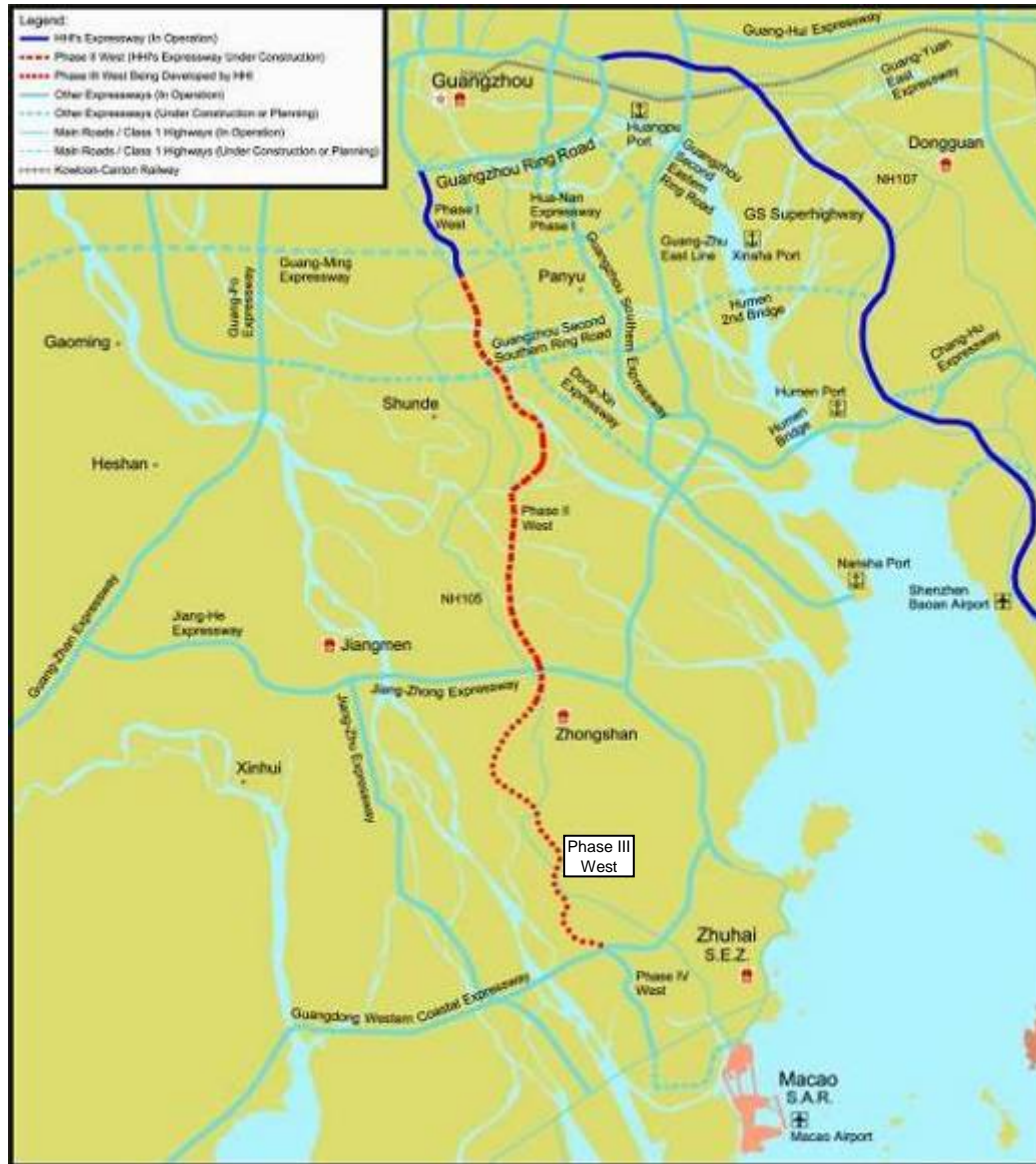 Legend:
HHI's Expressway (In Operation)
Phase II West (HHI's Expressway Under Construction)
Phase III West Being Developed by HHI
Other Expressways (In Operation)
Other Expressways (Under Construction or Planning)
Main Roads / Class 1 Highways (In Operation)
Main Roads / Class 1 Highways (Under Construction or Planning)
Kowloon-Canton Railway
Guang-Hui Expressway
Guang-Yuan
East
Expressway
Guangzhou
Huangpu
Port
Dongguan
Guangzhou Ring Road
Guangzhou
Second
Eastern
Ring Road
NH107
Phase I
West
Hua-Nan
Expressway
Phase I
GS Superhighway
Guang-Zhu
East Line
Xinsha Port
Guang-Ming
Expressway
Guang-Fo
Expressway
Panyu
Guangzhou Southern Expressway
Humen
2nd Bridge
Gaoming
Guangzhou Second
Southern Ring Road
Chang-Hu
Expressway
Shunde
Dong-Xin
Expressway
Humen Port
Humen
Bridge
Heshan
Phase II
West
Nansha Port
Shenzhen
Baoan Airport
NH105
Jiang-He
Expressway
Guang-Zhan Expressway
Jiangmen
Jiang-Zhong Expressway
Jiang-Zhu Expressway
Zhongshan
Xinhui
Phase III
West
Zhuhai
S.E.Z.
Phase IV
West
Guangdong Western Coastal Expressway
Macao
S.A.R.
Macao Airport